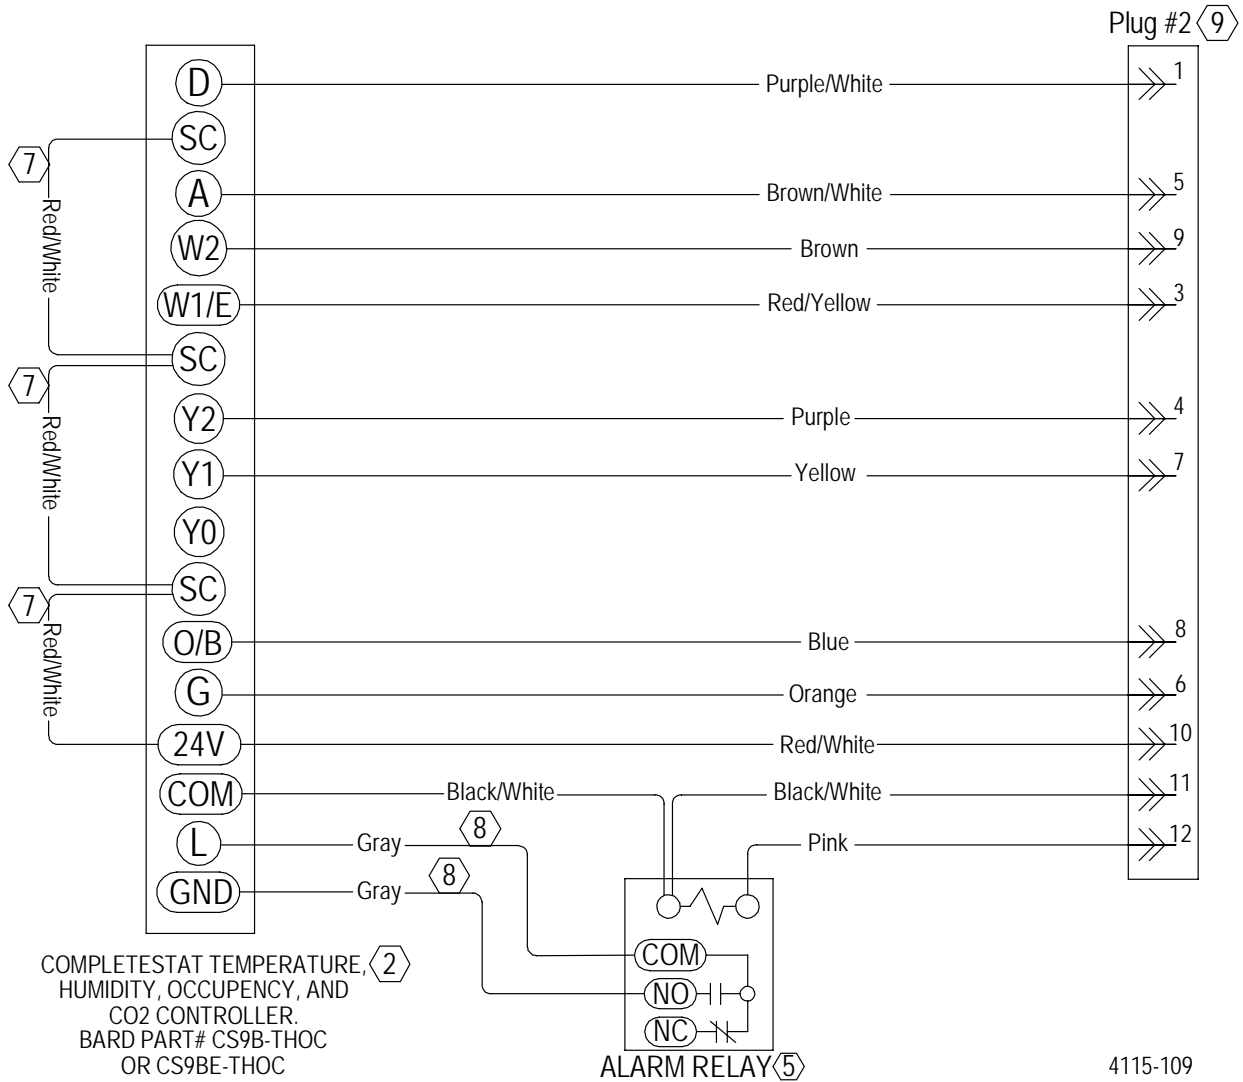 Plug #2 9
D Purple/White 1
SC
7
Red/White
A Brown/White 5
W2 Brown 9
W1/E Red/Yellow 3
SC
7
Red/White
Y2 Purple 4
Y1 Yellow 7
Y0
SC
7
Red/White
O/B Blue 8
G Orange 6
24V Red/White 10
COM Black/White Black/White 11
L Gray 8 Pink 12
GND Gray 8
COM
NO
NC
COMPLETESTAT TEMPERATURE, 2
HUMIDITY, OCCUPENCY, AND
CO2 CONTROLLER.
BARD PART# CS9B-THOC
OR CS9BE-THOC
ALARM RELAY 5
4115-109